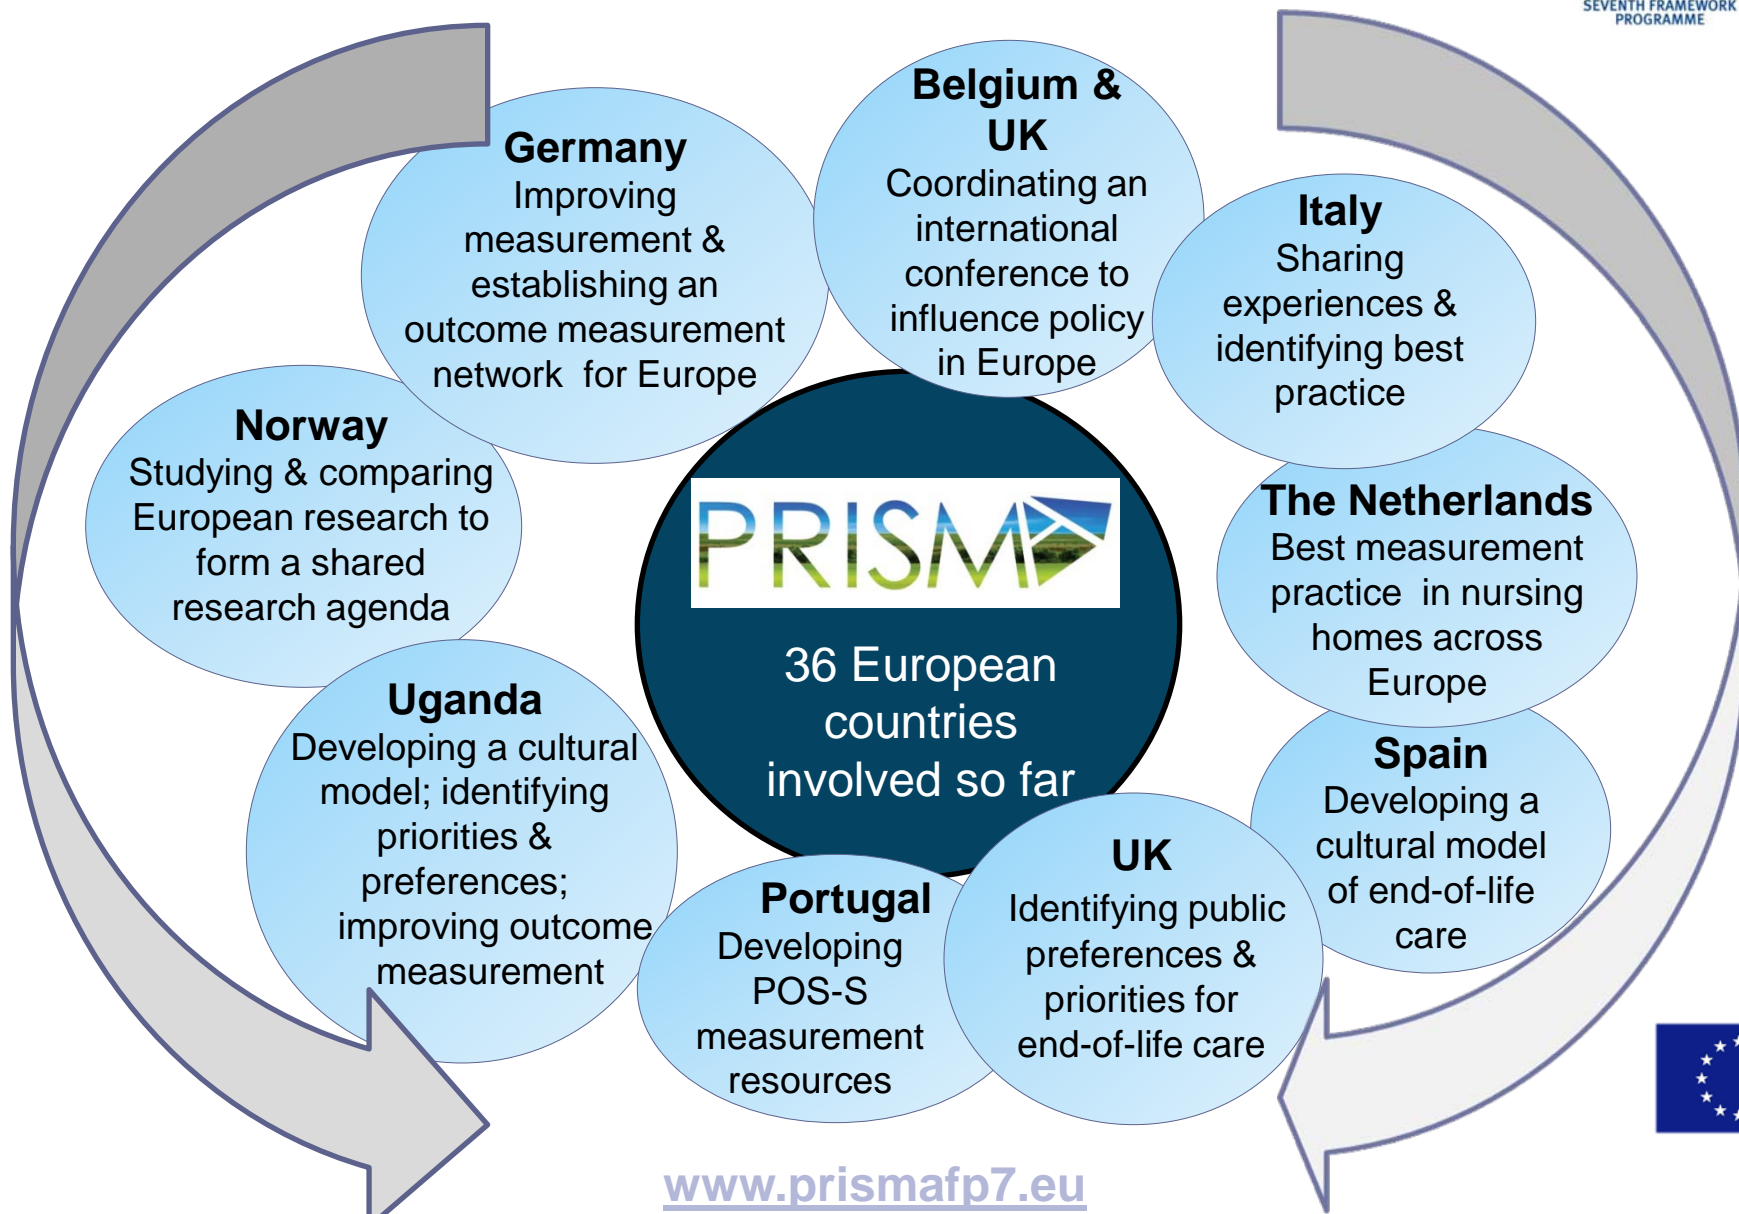 SEVENTH FRAMEWORK
PROGRAMME
Germany
Improving
measurement &
establishing an
outcome measurement
network for Europe
Belgium &
UK
Coordinating an
international
conference to
influence policy
in Europe
Italy
Sharing
experiences &
identifying best
practice
Norway
Studying & comparing
European research to
form a shared
research agenda
PRISMA
36 European
countries
involved so far
The Netherlands
Best measurement
practice in nursing
homes across
Europe
Uganda
Developing a cultural
model; identifying
priorities &
preferences;
improving outcome
measurement
Portugal
Developing
POS-S
measurement
resources
UK
Identifying public
preferences &
priorities for
end-of-life care
Spain
Developing a
cultural model
of end-of-life
care
www.prismafp7.eu